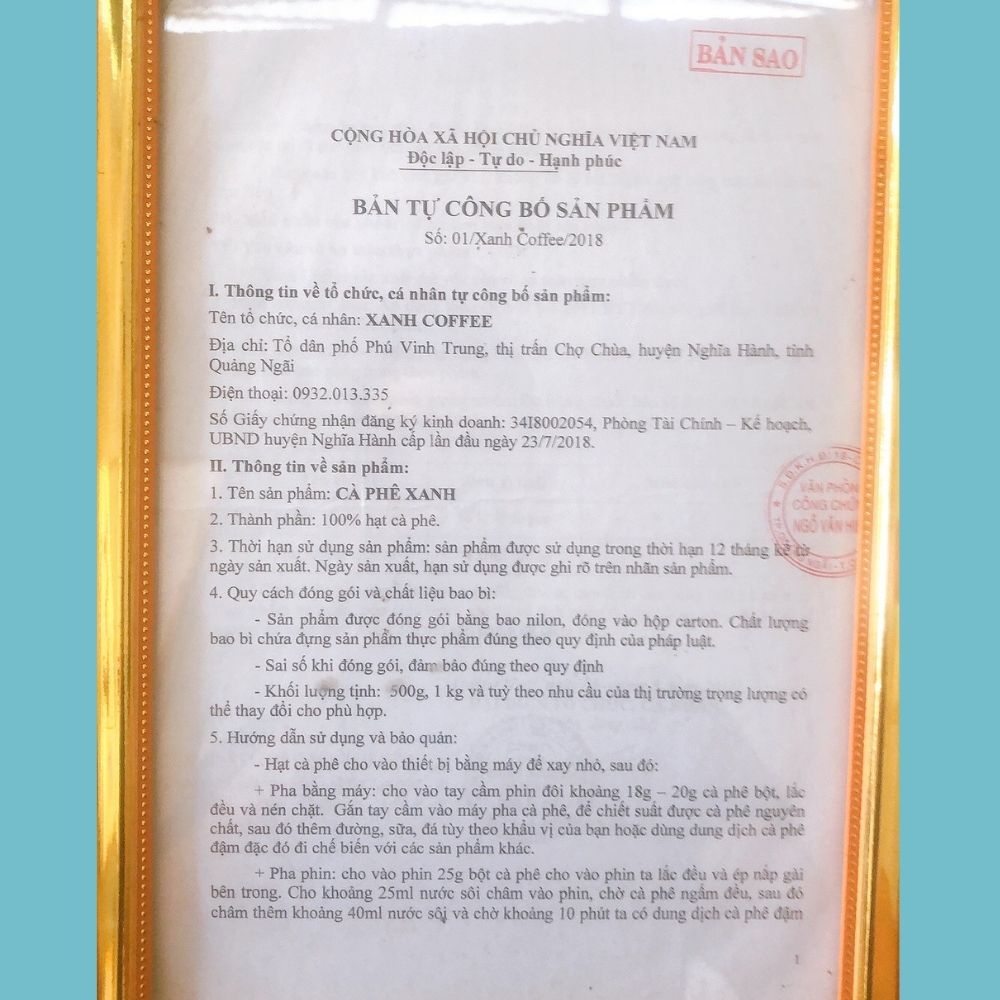 BẢN SAO
CỘNG HÒA XÃ HỘI CHỦ NGHĨA VIỆT NAM
Độc lập - Tự do - Hạnh phúc
BẢN TỰ CÔNG BỐ SẢN PHẨM
Số: 01/Xanh Coffee/2018
I. Thông tin về tổ chức, cá nhân tự công bố sản phẩm:
Tên tổ chức, cá nhân: XANH COFFEE
Địa chỉ: Tổ dân phố Phú Vinh Trung, thị trấn Chợ Chùa, huyện Nghĩa Hành, tỉnh
Quảng Ngãi
Điện thoại: 0932.013.335
Số Giấy chứng nhận đăng ký kinh doanh: 34I8002054, Phòng Tài Chính – Kế hoạch,
UBND huyện Nghĩa Hành cấp lần đầu ngày 23/7/2018.
II. Thông tin về sản phẩm:
1. Tên sản phẩm: CÀ PHÊ XANH
2. Thành phần: 100% hạt cà phê.
3. Thời hạn sử dụng sản phẩm: sản phẩm được sử dụng trong thời hạn 12 tháng kể từ
ngày sản xuất. Ngày sản xuất, hạn sử dụng được ghi rõ trên nhãn sản phẩm.
VĂN PHÒN
CÔNG CHỨN
NGÔ VĂN HI
4. Quy cách đóng gói và chất liệu bao bì:
- Sản phẩm được đóng gói bằng bao nilon, đóng vào hộp carton. Chất lượng
bao bì chứa đựng sản phẩm thực phẩm đúng theo quy định của pháp luật.
- Sai số khi đóng gói, đảm bảo đúng theo quy định
- Khối lượng tịnh: 500g, 1 kg và tuỳ theo nhu cầu của thị trường trọng lượng có
thể thay đổi cho phù hợp.
5. Hướng dẫn sử dụng và bảo quản:
- Hạt cà phê cho vào thiết bị bằng máy để xay nhỏ, sau đó:
+ Pha bằng máy: cho vào tay cầm phin đôi khoảng 18g – 20g cà phê bột, lắc
đều và nén chặt. Gắn tay cầm vào máy pha cà phê, để chiết suất được cà phê nguyên
chất, sau đó thêm đường, sữa, đá tùy theo khẩu vị của bạn hoặc dùng dung dịch cà phê
đậm đặc đó đi chế biến với các sản phẩm khác.
+ Pha phin: cho vào phin 25g bột cà phê cho vào phin ta lắc đều và ép nắp gài
bên trong. Cho khoảng 25ml nước sôi châm vào phin, chờ cà phê ngấm đều, sau đó
châm thêm khoảng 40ml nước sôi và chờ khoảng 10 phút ta có dung dịch cà phê đậm
1